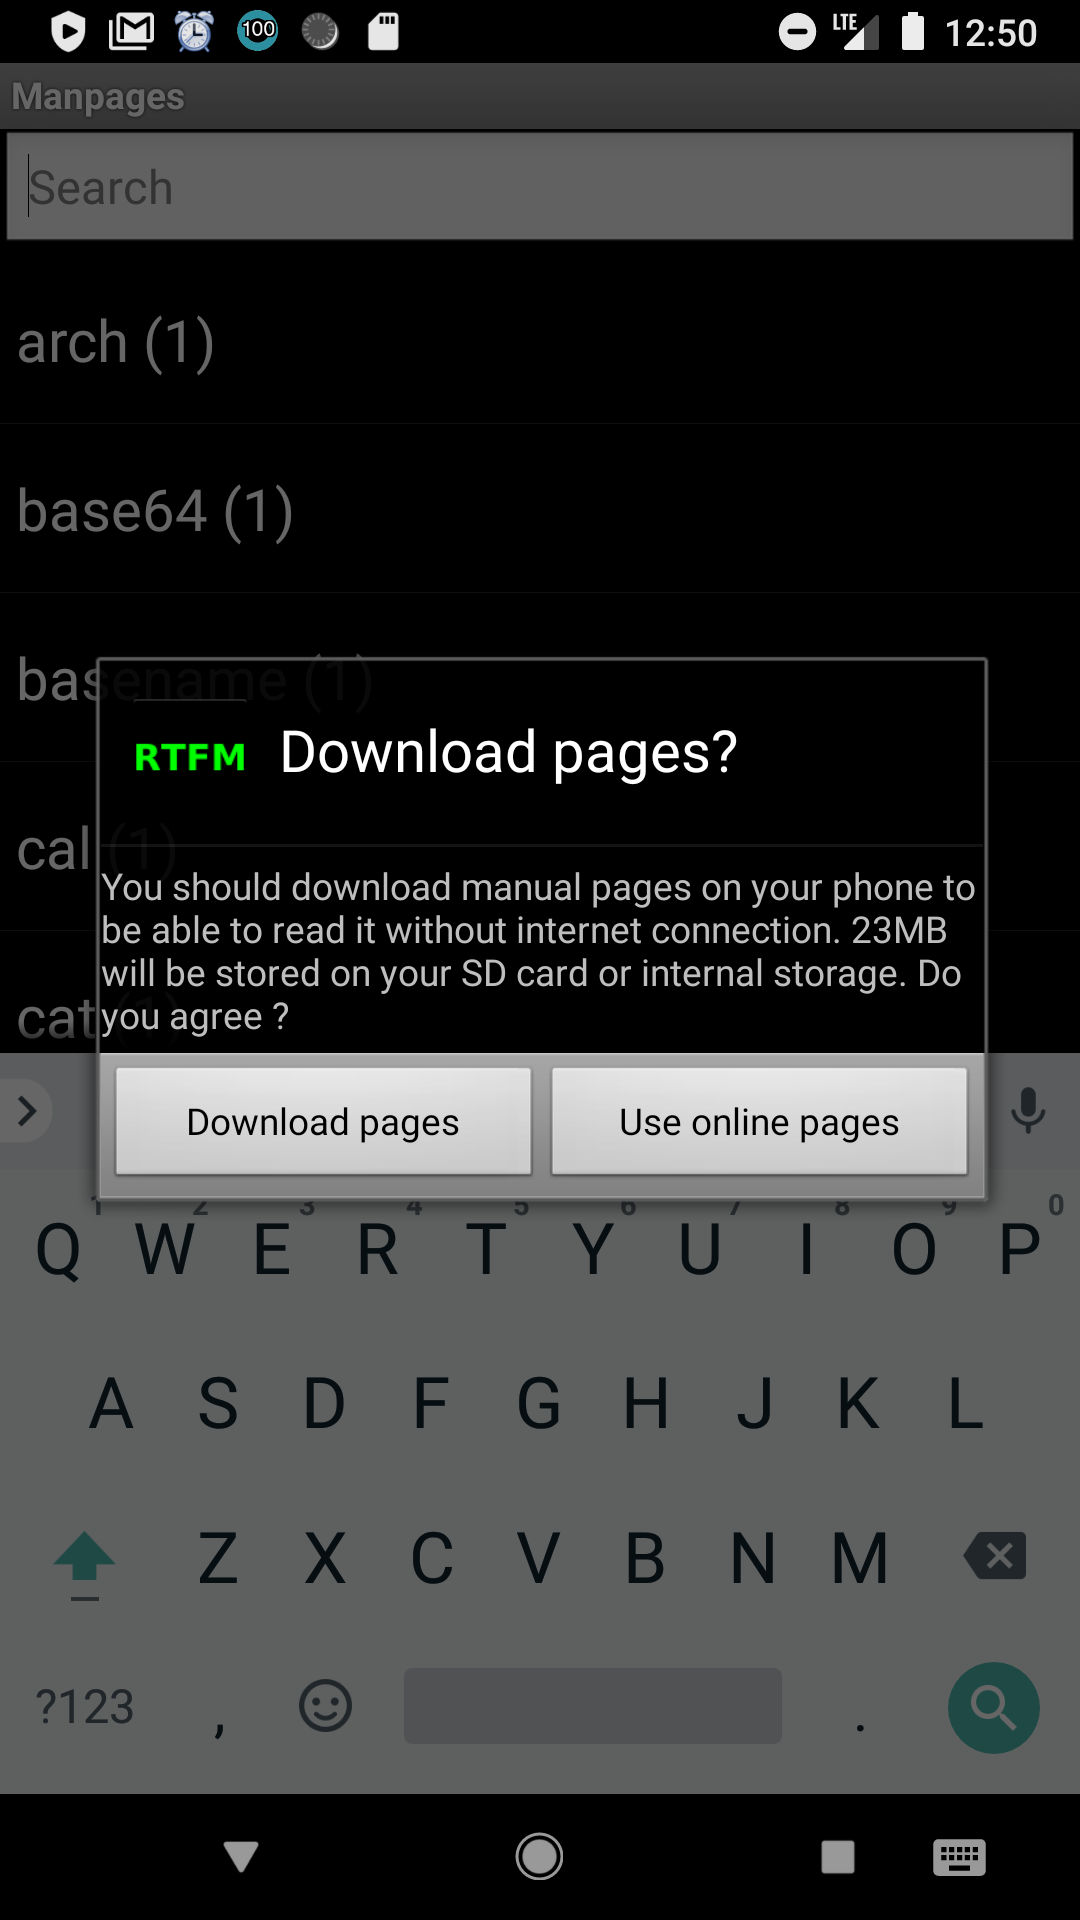 100
LTE
12:50
Manpages
Search
arch (1)
base64 (1)
basename (1)
RTFM
Download pages?
cal (1)
You should download manual pages on your phone to
be able to read it without internet connection. 23MB
will be stored on your SD card or internal storage. Do
you agree ?
cat (1)
Download pages
Use online pages
1 2 3 4 5 6 7 8 9 0
Q W E R T Y U I O P
A S D F G H J K L
Z X C V B N M
?123 , .